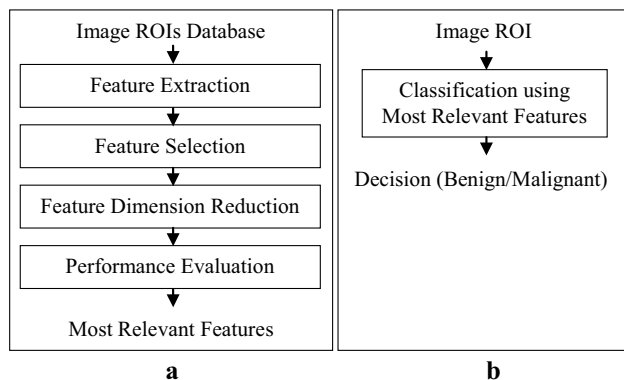 Image ROIs Database
Feature Extraction
Feature Selection
Feature Dimension Reduction
Performance Evaluation
Most Relevant Features
a
Image ROI
Classification using
Most Relevant Features
Decision (Benign/Malignant)
b